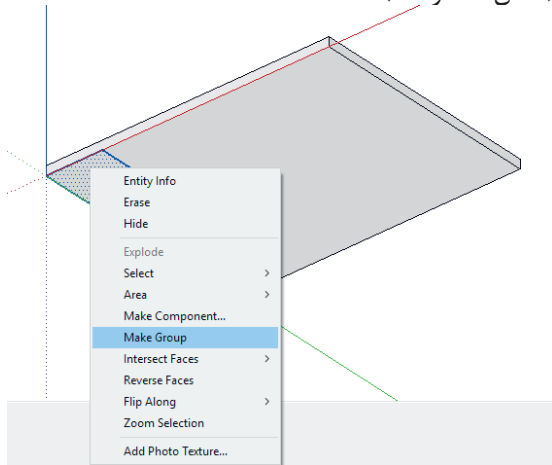 Entity Info
Erase
Hide
Explode
Select
Area
Make Component...
Make Group
Intersect Faces
Reverse Faces
Flip Along
Zoom Selection
Add Photo Texture...